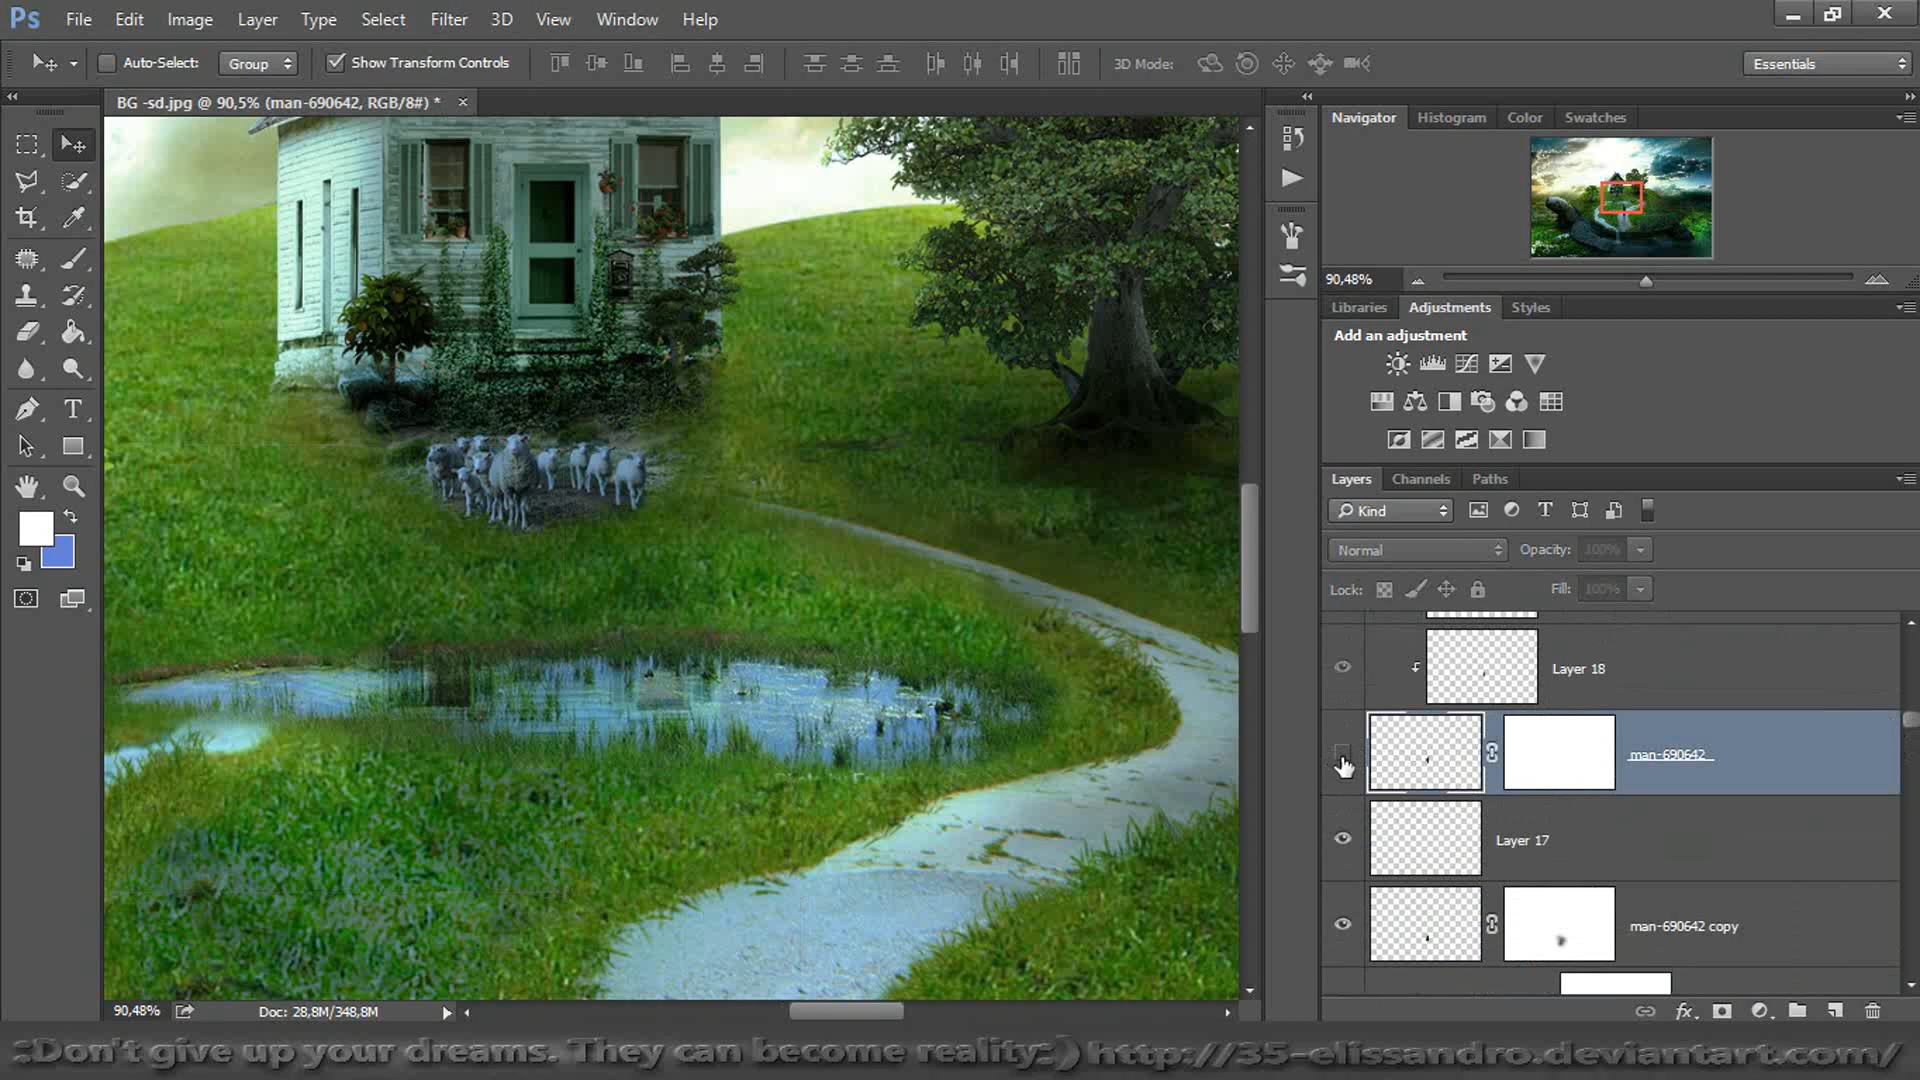 Ps File Edit Image Layer Type Select Filter 3D View Window Help
Auto-Select: Group Show Transform Controls 3D Mode: Essentials
BG -sd.jpg @ 90,5% (man-690642, RGB/8#) * ×
Navigator Histogram Color Swatches
90,48%
Libraries Adjustments Styles
Add an adjustment
Layers Channels Paths
Kind
Normal Opacity: 100%
Lock: Fill: 100%
Layer 18
man-690642
Layer 17
man-690642 copy
90,48% Doc: 28,8M/348,8M
fx
::Don't give up your dreams. They can become reality::) http://35-elissandro.deviantart.com/